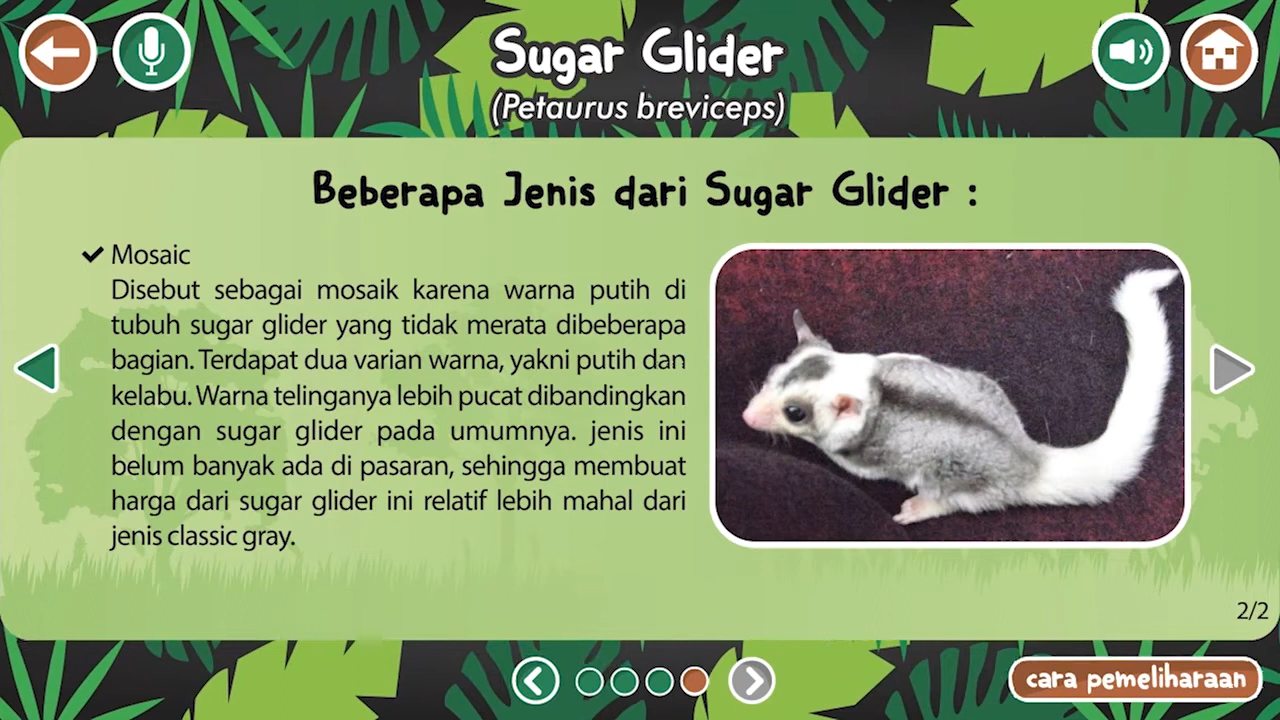 Sugar Glider
(Petaurus breviceps)
Beberapa Jenis dari Sugar Glider :
Mosaic
Disebut sebagai mosaik karena warna putih di
tubuh sugar glider yang tidak merata dibeberapa
bagian. Terdapat dua varian warna, yakni putih dan
kelabu. Warna telinganya lebih pucat dibandingkan
dengan sugar glider pada umumnya. jenis ini
belum banyak ada di pasaran, sehingga membuat
harga dari sugar glider ini relatif lebih mahal dari
jenis classic gray.
2/2
cara pemeliharaan